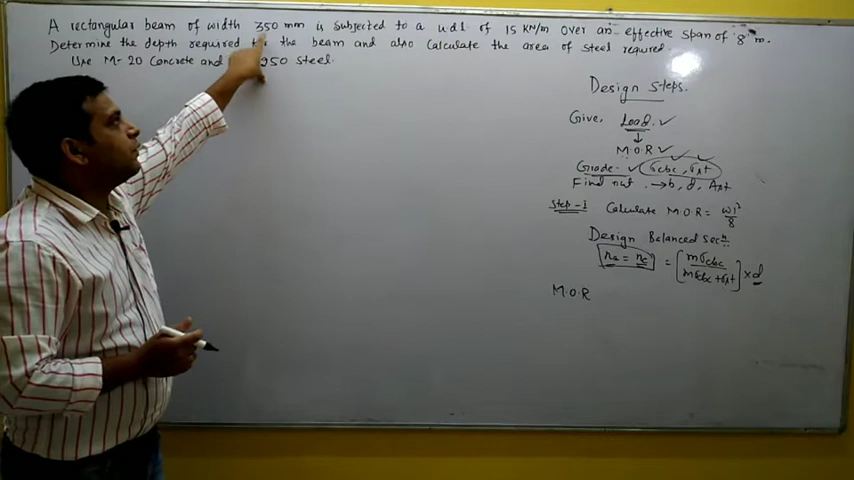 A rectangular beam of width 350 mm is subjected to a udl of 15 KN/m over an effective span of 8 m.
Determine the depth required for the beam and also Calculate the area of steel required.
Use M-20 Concrete and 250 steel.
Design Steps.
Give, Load ✓
↓
M.O.R ✓
Grade ✓ σcbc, σst
Find out → b, d, Ast
Step-I Calculate M.O.R = wl²/8
Design Balanced Secn
na = nc = [mσcbc / mσcbc + σst] × d
M.O.R